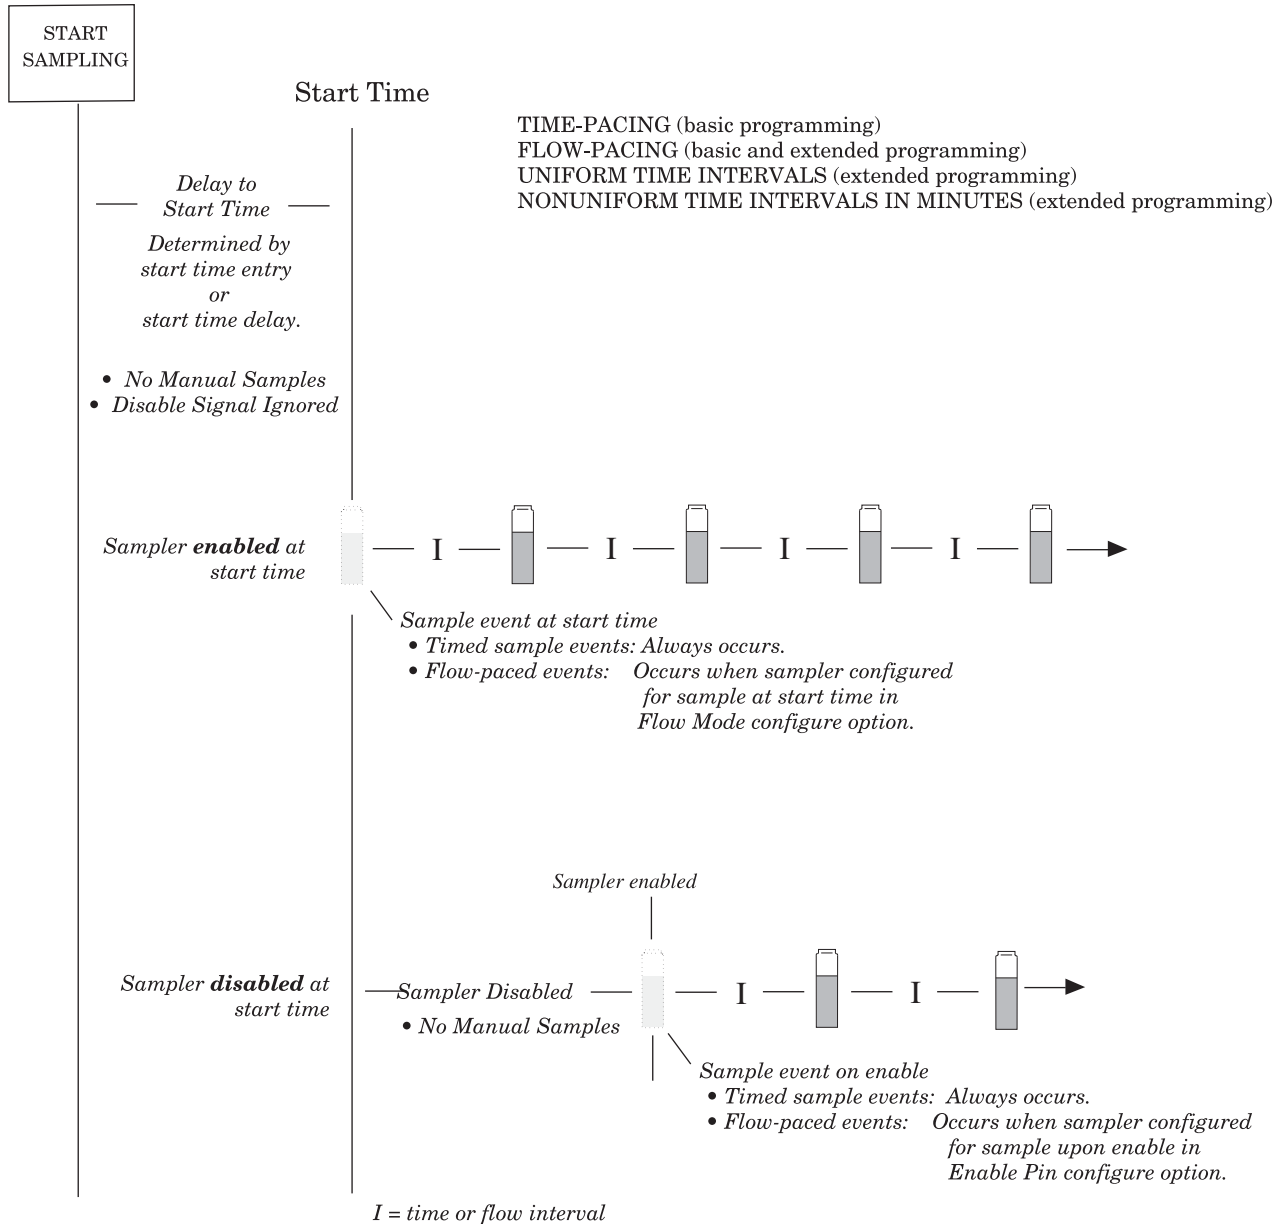 START
SAMPLING
Start Time
TIME-PACING (basic programming)
FLOW-PACING (basic and extended programming)
UNIFORM TIME INTERVALS (extended programming)
NONUNIFORM TIME INTERVALS IN MINUTES (extended programming)
Delay to
Start Time
Determined by
start time entry
or
start time delay.
• No Manual Samples
• Disable Signal Ignored
Sampler enabled at
start time
I I I I
Sample event at start time
• Timed sample events: Always occurs.
• Flow-paced events: Occurs when sampler configured
for sample at start time in
Flow Mode configure option.
Sampler enabled
Sampler disabled at
start time
Sampler Disabled
• No Manual Samples
I I
Sample event on enable
• Timed sample events: Always occurs.
• Flow-paced events: Occurs when sampler configured
for sample upon enable in
Enable Pin configure option.
I = time or flow interval